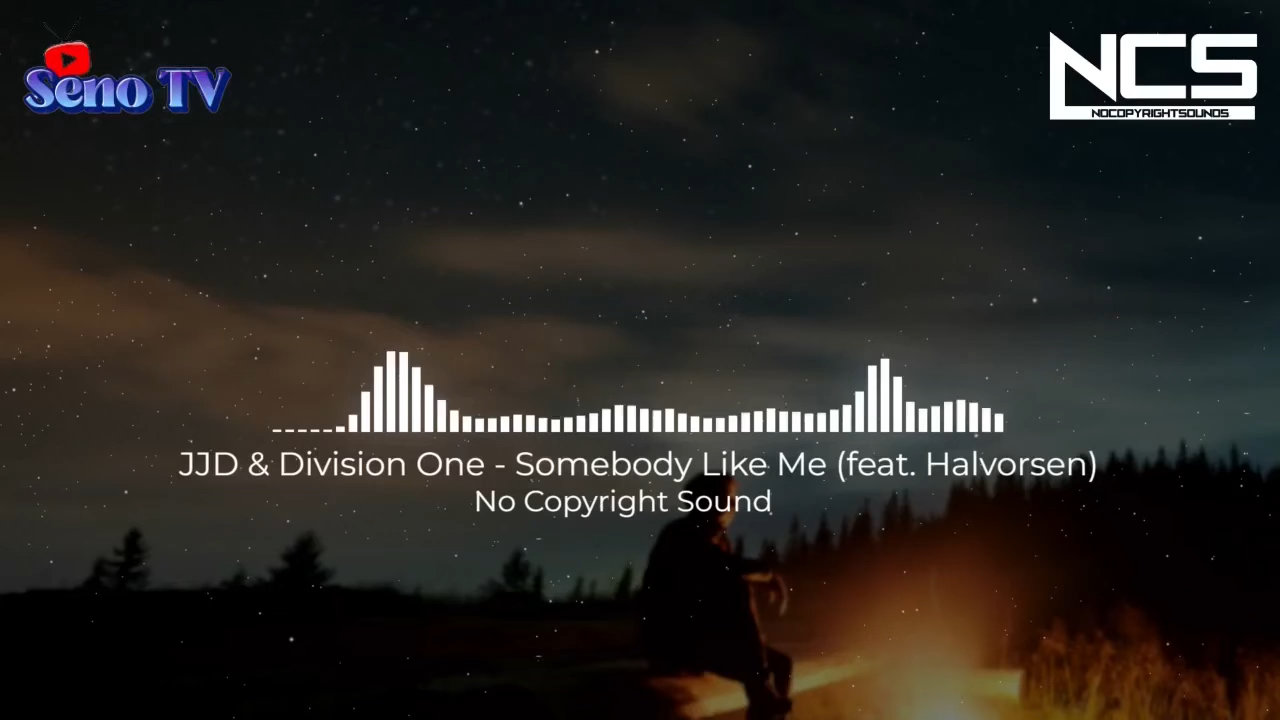 Seno TV
NCS
NOCOPYRIGHTSOUNDS
JJD & Division One - Somebody Like Me (feat. Halvorsen)
No Copyright Sound